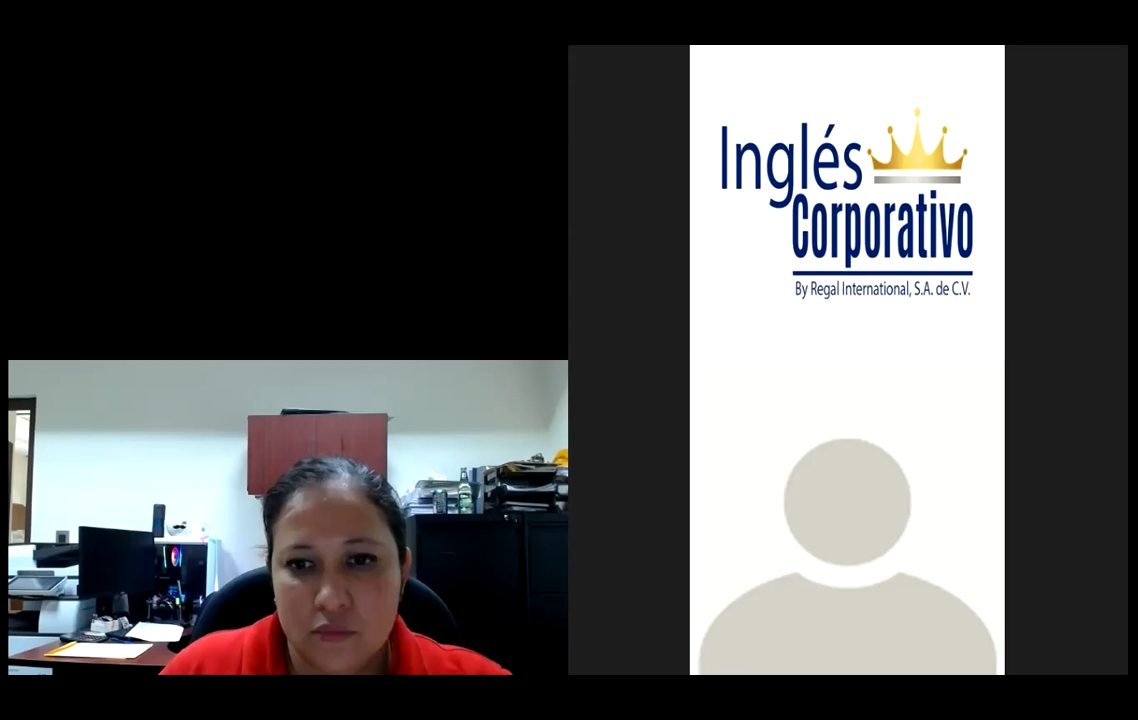 Inglés
Corporativo
By Regal International, S.A. de C.V.